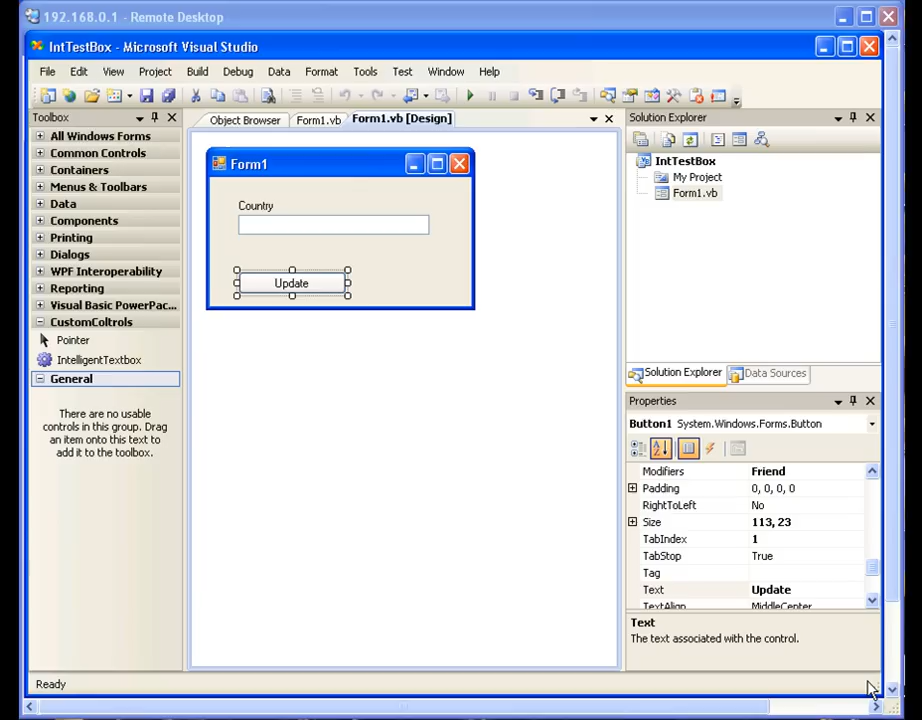 192.168.0.1 - Remote Desktop
IntTestBox - Microsoft Visual Studio
File Edit View Project Build Debug Data Format Tools Test Window Help
Toolbox
All Windows Forms
Common Controls
Containers
Menus & Toolbars
Data
Components
Printing
Dialogs
WPF Interoperability
Reporting
Visual Basic PowerPac...
CustomColtrols
Pointer
IntelligentTextbox
General
There are no usable
controls in this group. Drag
an item onto this text to
add it to the toolbox.
Object Browser Form1.vb Form1.vb [Design]
Form1
Country
Update
Solution Explorer
IntTestBox
My Project
Form1.vb
Solution Explorer Data Sources
Properties
Button1 System.Windows.Forms.Button
Modifiers Friend
Padding 0, 0, 0, 0
RightToLeft No
Size 113, 23
TabIndex 1
TabStop True
Tag
Text Update
TextAlign MiddleCenter
Text
The text associated with the control.
Ready